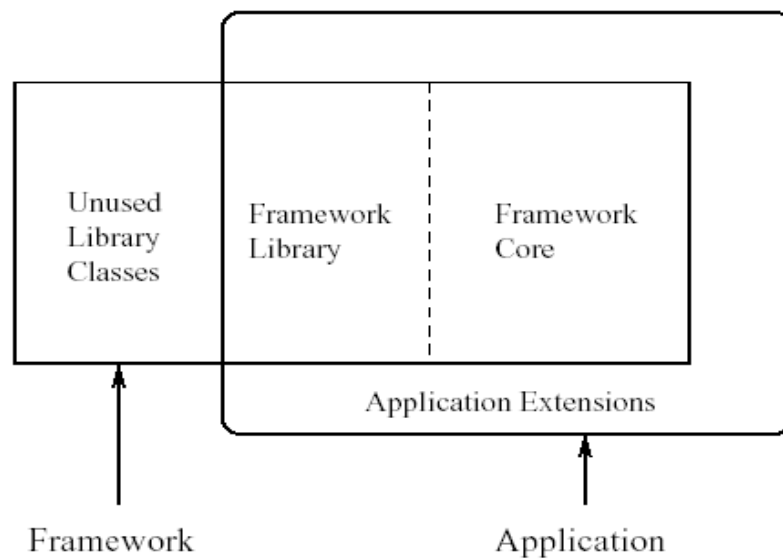 Unused
Library
Classes
Framework
Library
Framework
Core
Application Extensions
Framework
Application